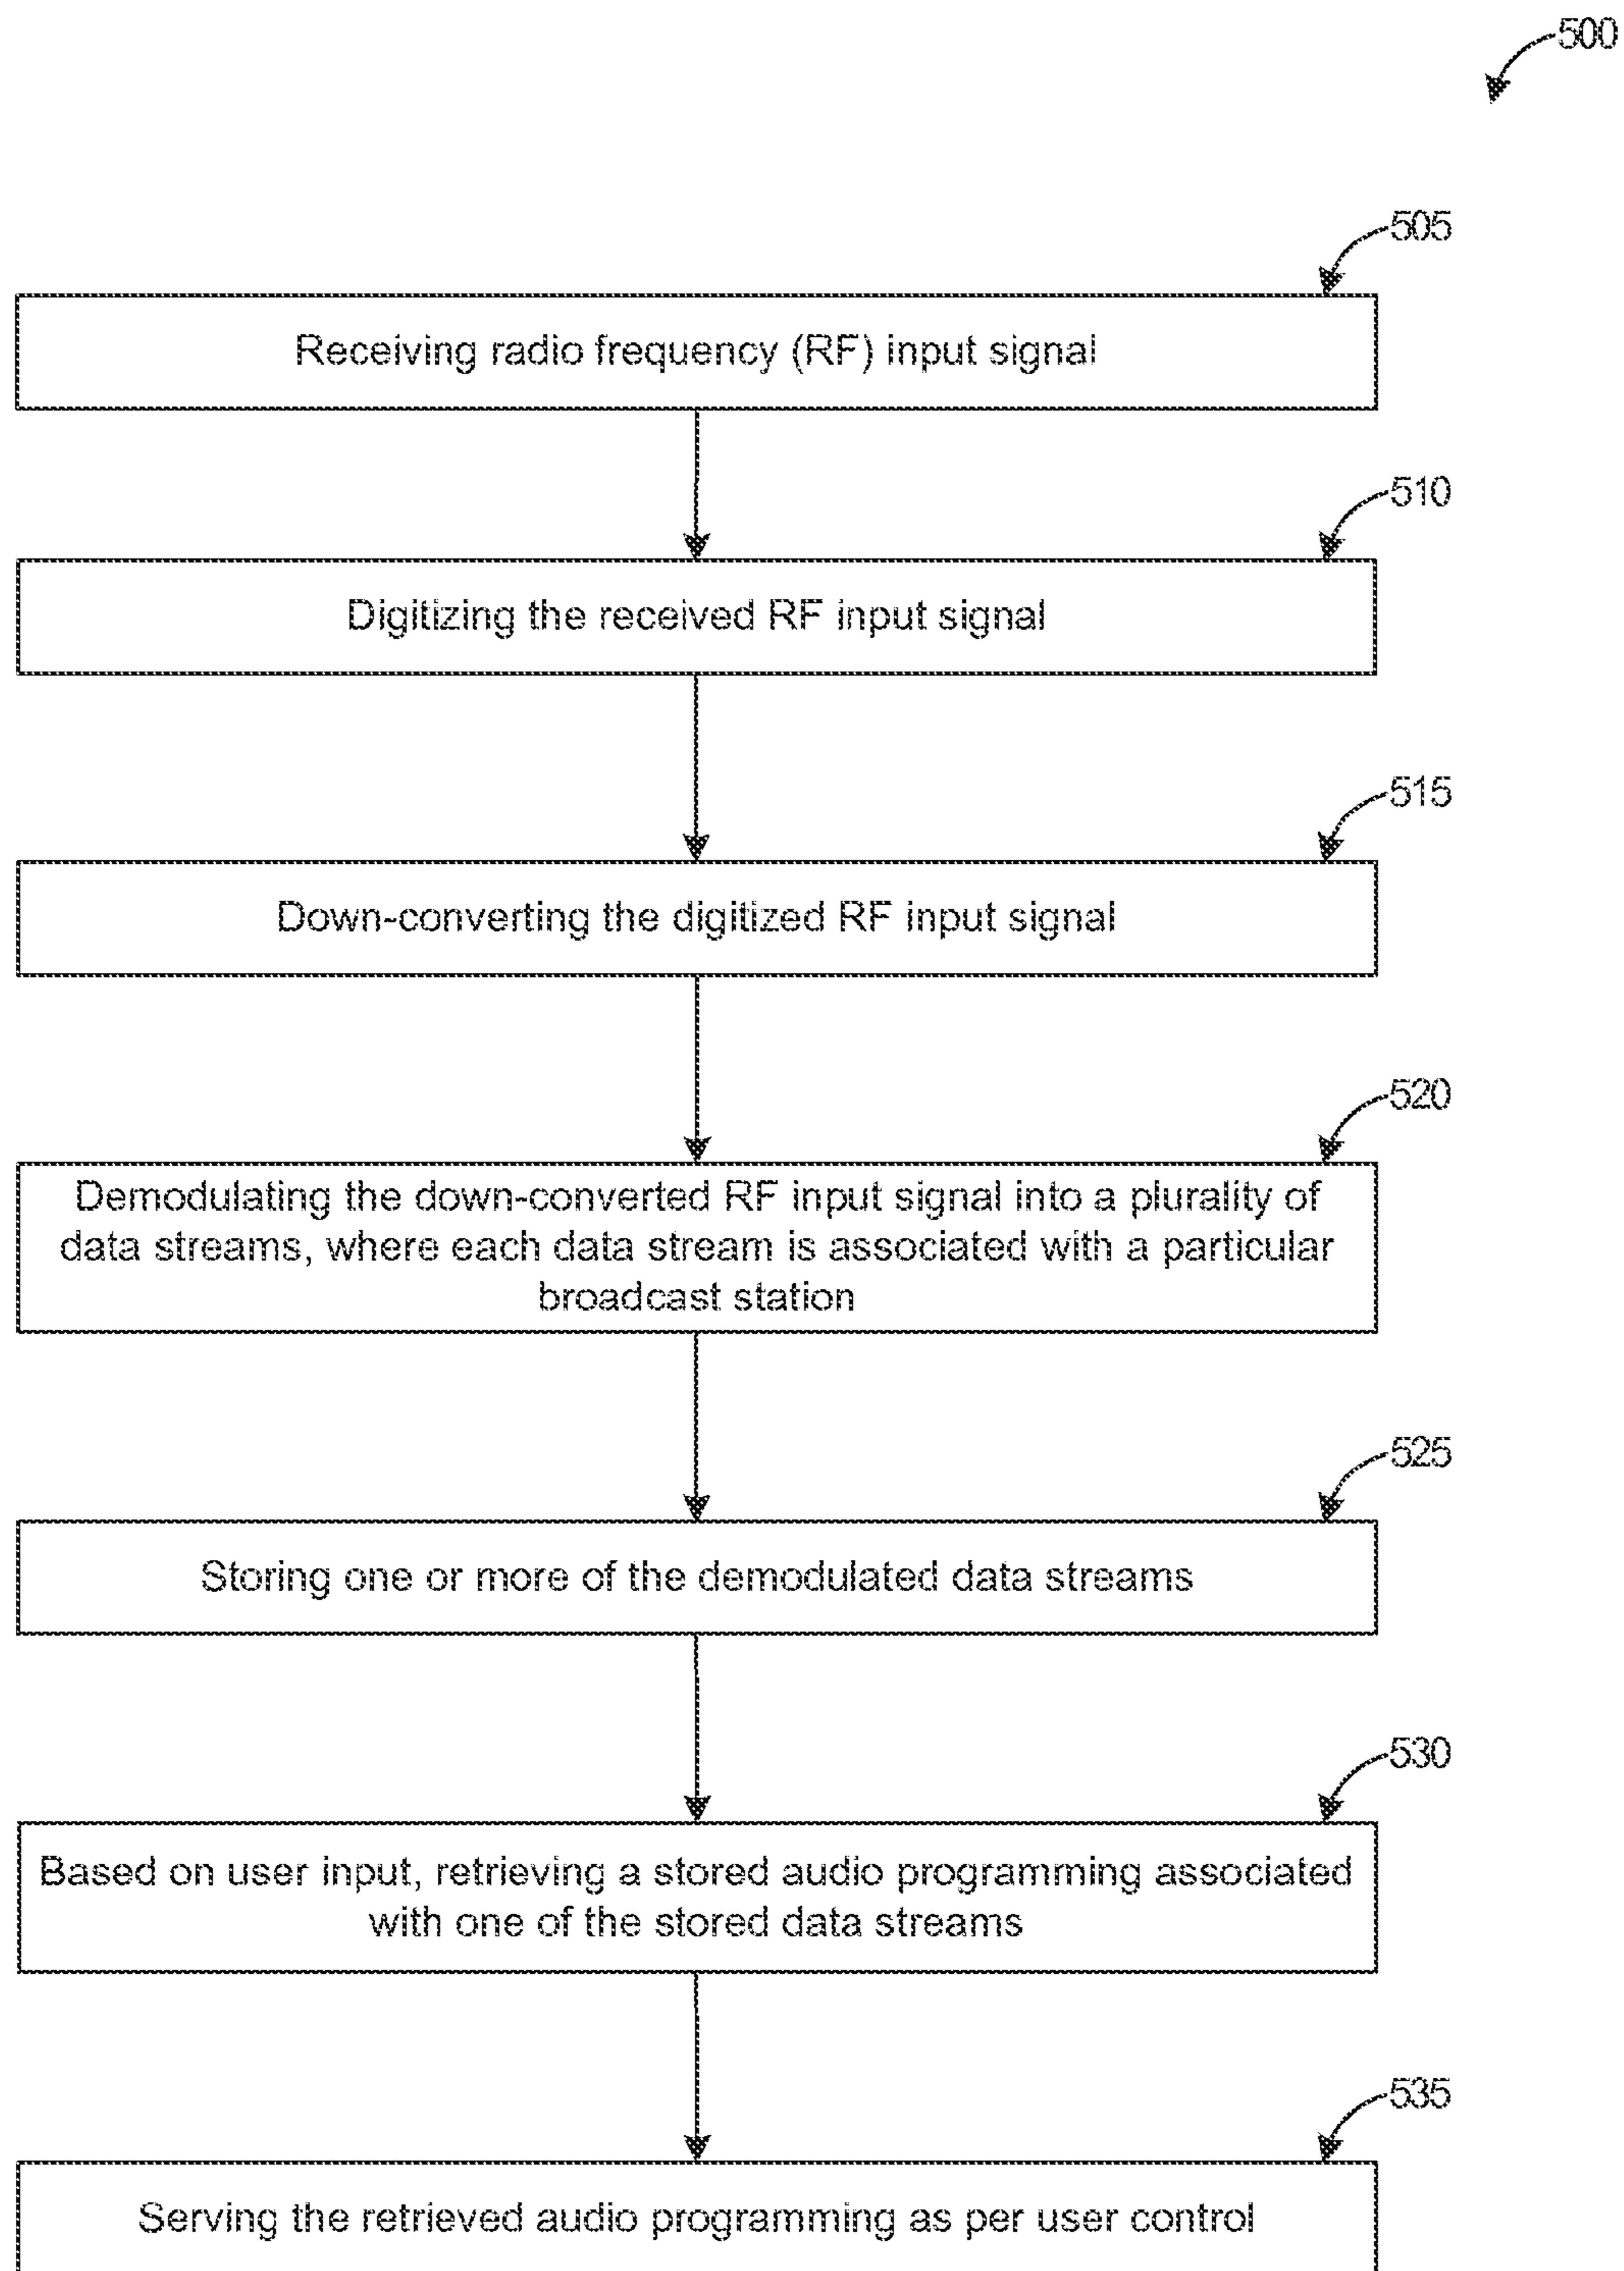 500
505
Receiving radio frequency (RF) input signal
510
Digitizing the received RF input signal
515
Down-converting the digitized RF input signal
520
Demodulating the down-converted RF input signal into a plurality of
data streams, where each data stream is associated with a particular
broadcast station
525
Storing one or more of the demodulated data streams
530
Based on user input, retrieving a stored audio programming associated
with one of the stored data streams
535
Serving the retrieved audio programming as per user control